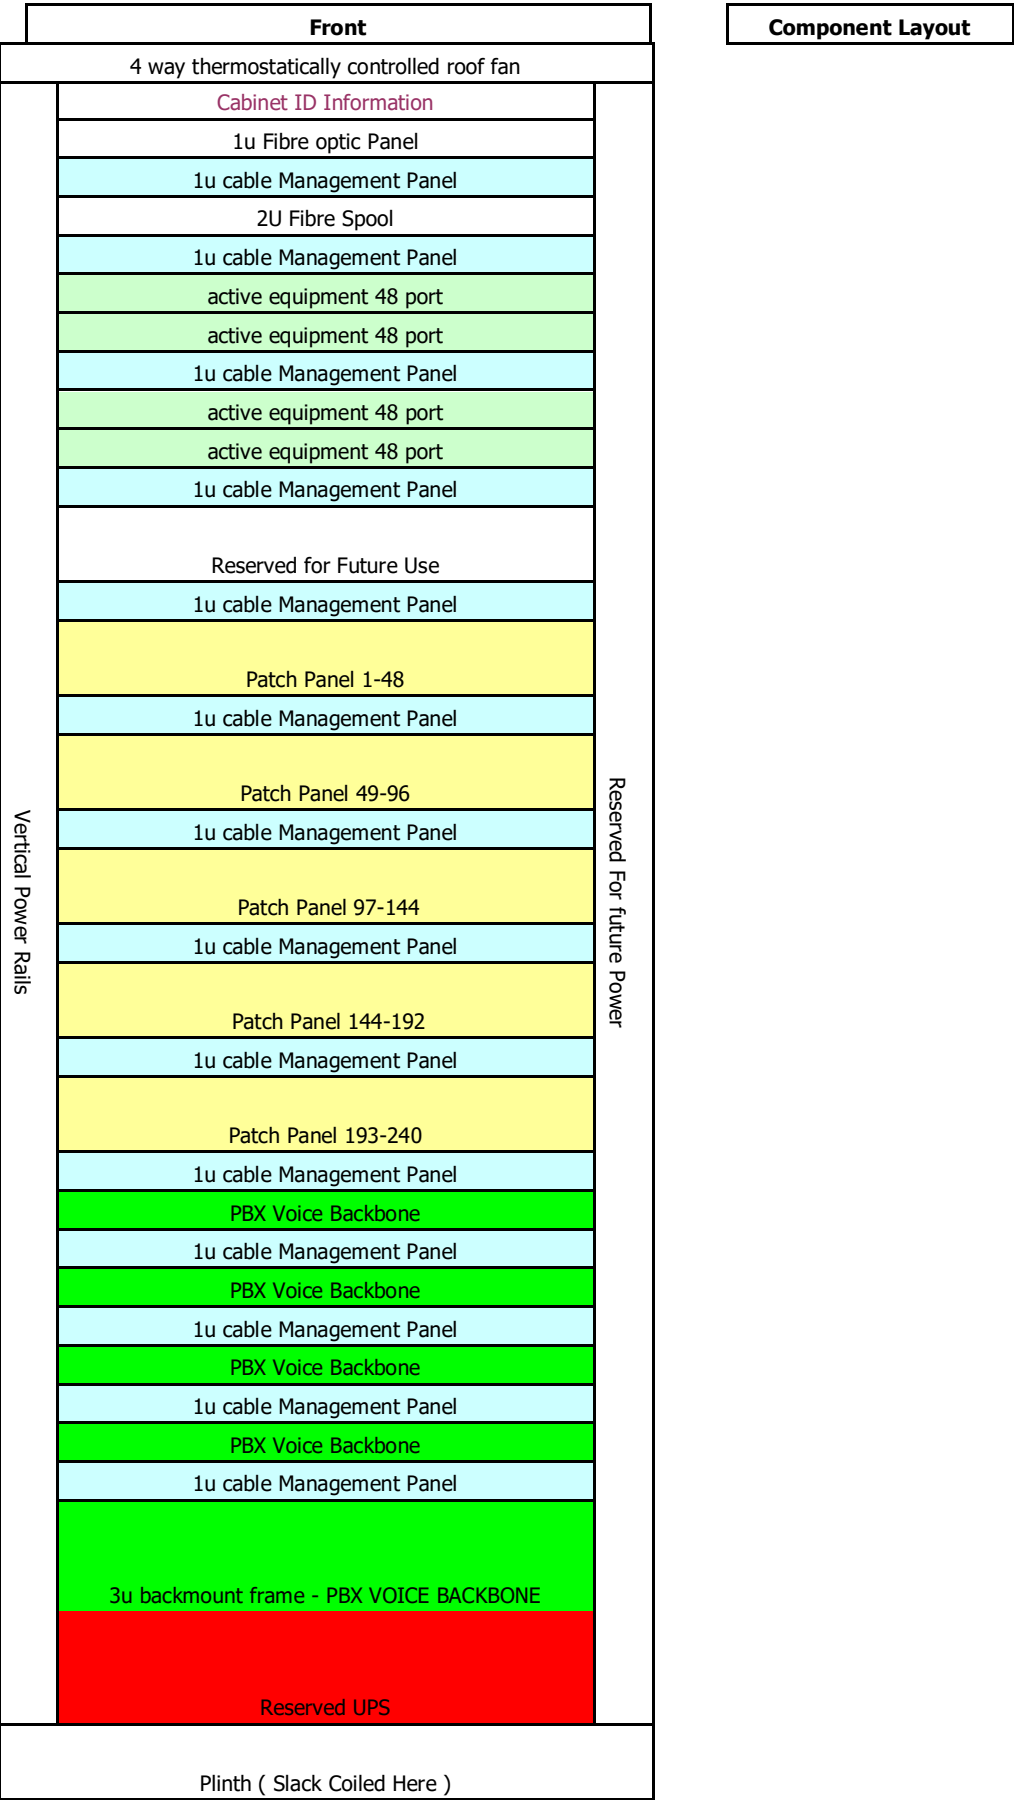 Front
Component Layout
4 way thermostatically controlled roof fan
Cabinet ID Information
1u Fibre optic Panel
1u cable Management Panel
2U Fibre Spool
1u cable Management Panel
active equipment 48 port
active equipment 48 port
1u cable Management Panel
active equipment 48 port
active equipment 48 port
1u cable Management Panel
Reserved for Future Use
1u cable Management Panel
Patch Panel 1-48
1u cable Management Panel
Patch Panel 49-96
1u cable Management Panel
Patch Panel 97-144
1u cable Management Panel
Patch Panel 144-192
1u cable Management Panel
Patch Panel 193-240
1u cable Management Panel
PBX Voice Backbone
1u cable Management Panel
PBX Voice Backbone
1u cable Management Panel
PBX Voice Backbone
1u cable Management Panel
PBX Voice Backbone
1u cable Management Panel
3u backmount frame - PBX VOICE BACKBONE
Reserved UPS
Vertical Power Rails
Reserved For future Power
Plinth ( Slack Coiled Here )